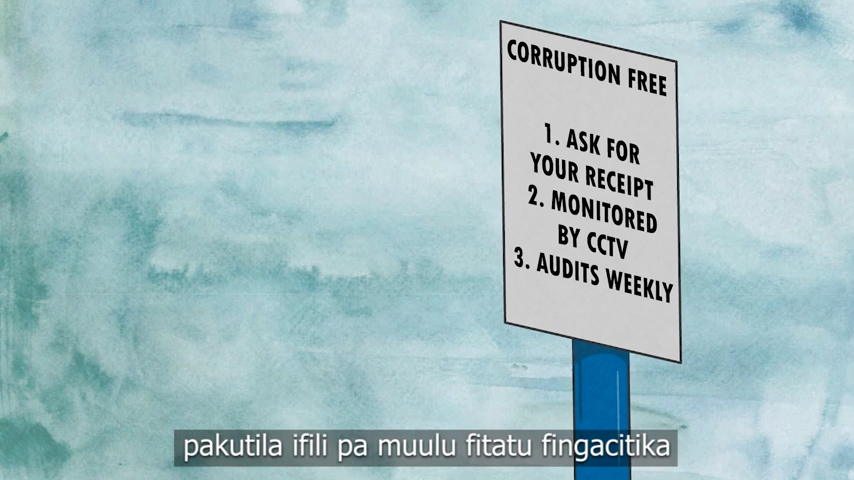 CORRUPTION FREE
1. ASK FOR
YOUR RECEIPT
2. MONITORED
BY CCTV
3. AUDITS WEEKLY
pakutila ifili pa muulu fitatu fingacitika